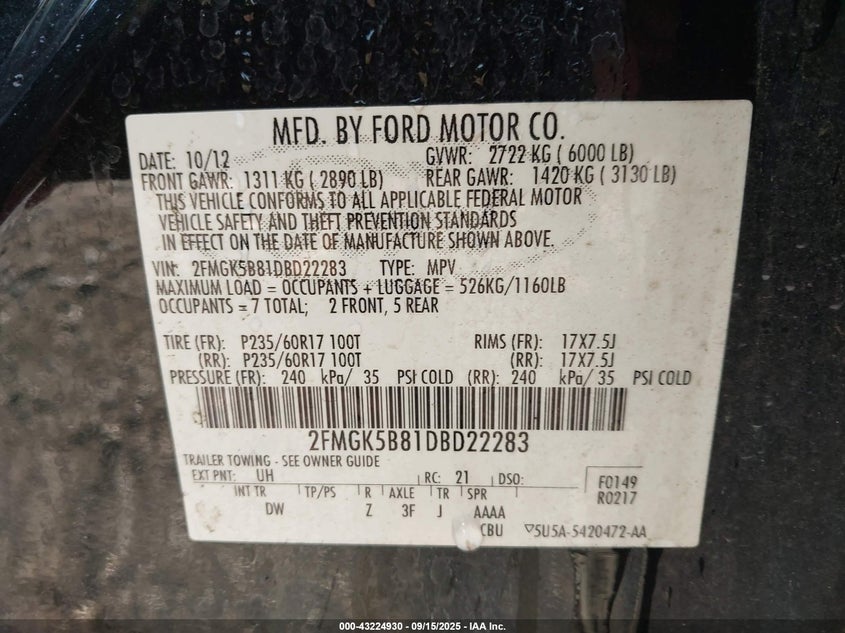 MFD. BY FORD MOTOR CO.
DATE: 10/12 GVWR: 2722 KG ( 6000 LB)
FRONT GAWR: 1311 KG ( 2890 LB) REAR GAWR: 1420 KG ( 3130 LB)
THIS VEHICLE CONFORMS TO ALL APPLICABLE FEDERAL MOTOR
VEHICLE SAFETY AND THEFT PREVENTION STANDARDS
IN EFFECT ON THE DATE OF MANUFACTURE SHOWN ABOVE.
VIN: 2FMGK5B81DBD22283 TYPE: MPV
MAXIMUM LOAD = OCCUPANTS + LUGGAGE = 526KG/1160LB
OCCUPANTS = 7 TOTAL; 2 FRONT, 5 REAR
TIRE (FR): P235/60R17 100T RIMS (FR): 17X7.5J
(RR): P235/60R17 100T (RR): 17X7.5J
PRESSURE (FR): 240 kPa/ 35 PSI COLD (RR): 240 kPa/ 35 PSI COLD
2FMGK5B81DBD22283
TRAILER TOWING - SEE OWNER GUIDE
EXT PNT: UH RC: 21 DSO: F0149
INT TR TP/PS R AXLE TR SPR R0217
DW Z 3F J AAAA
CBU ▽5U5A-5420472-AA
000-43224930 - 09/15/2025 - IAA Inc.